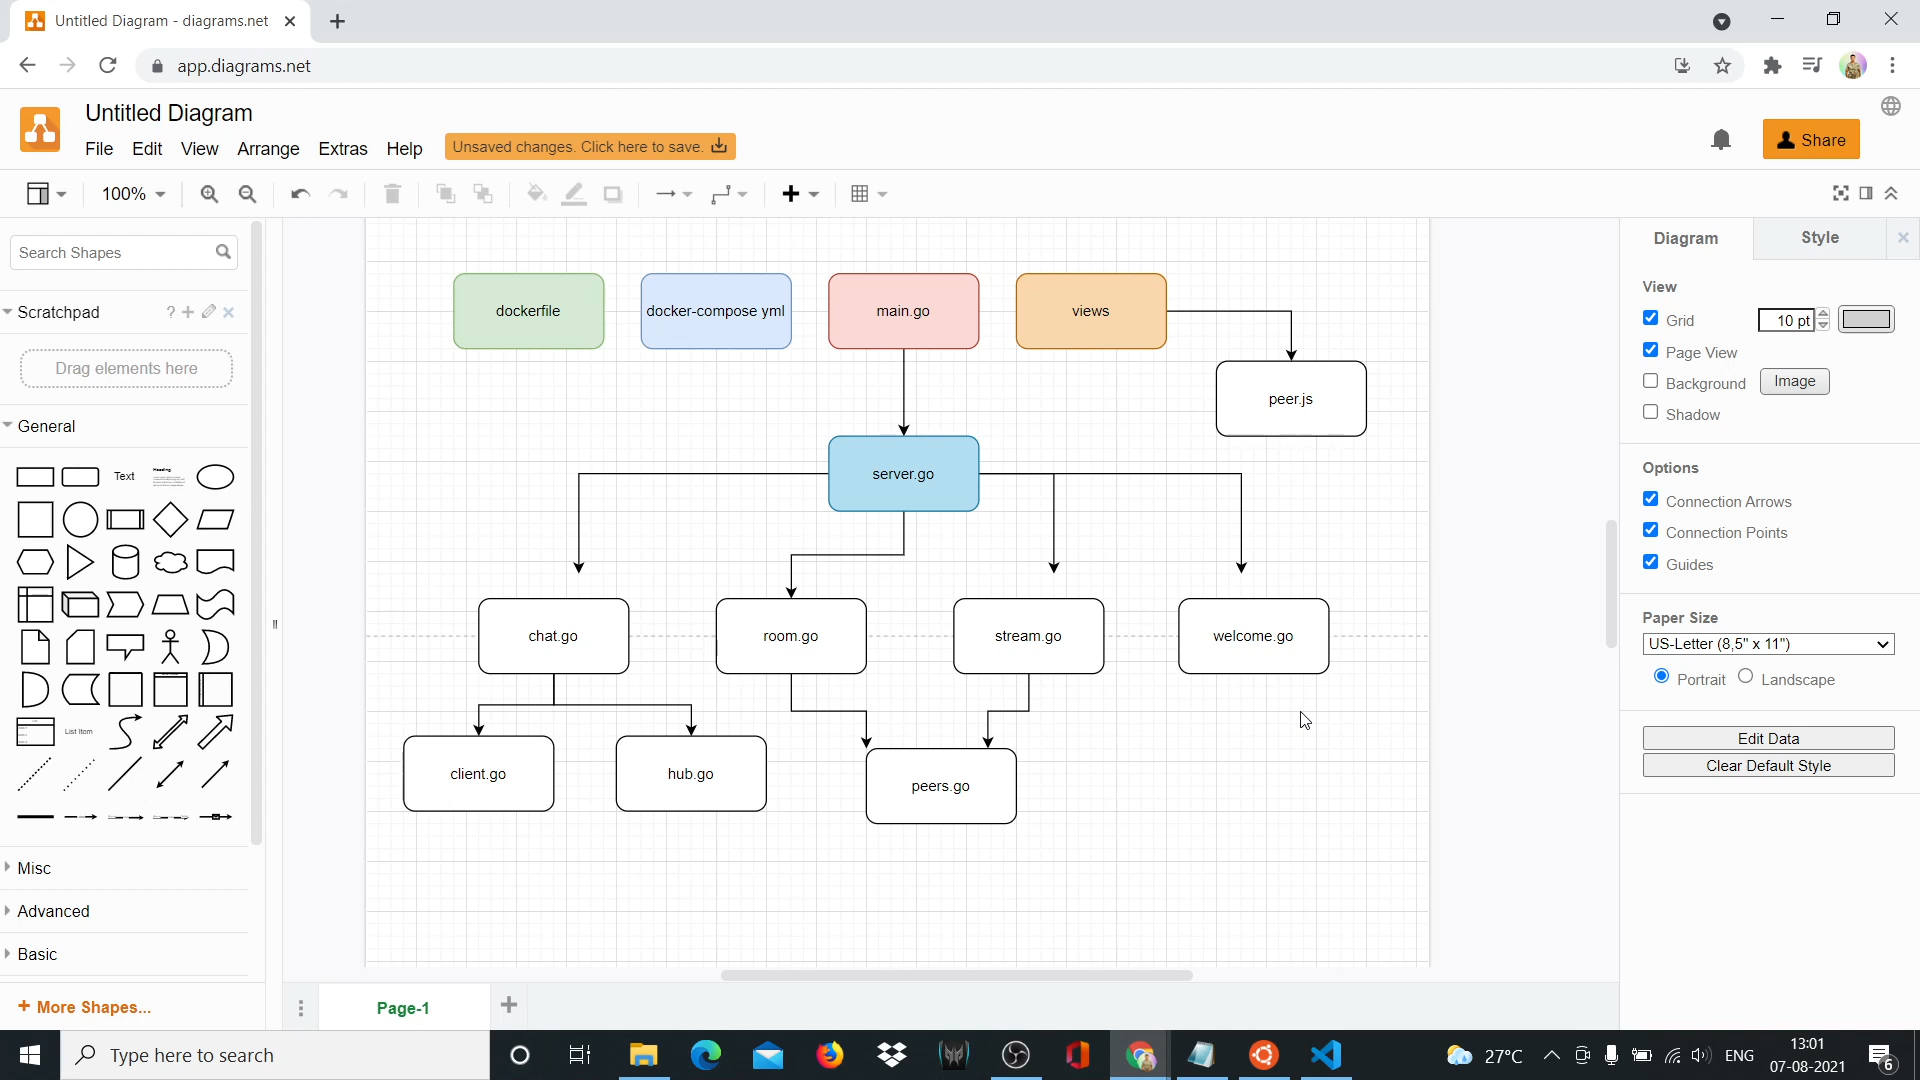 Untitled Diagram - diagrams.net
app.diagrams.net
Untitled Diagram
File Edit View Arrange Extras Help
Unsaved changes. Click here to save.
Share
100%
Search Shapes
Scratchpad
?
Drag elements here
General
Text
Heading
List Item
Misc
Advanced
Basic
+ More Shapes...
dockerfile
docker-compose yml
main.go
views
peer.js
server.go
chat.go
room.go
stream.go
welcome.go
client.go
hub.go
peers.go
Page-1
Diagram
Style
View
Grid
10 pt
Page View
Background
Image
Shadow
Options
Connection Arrows
Connection Points
Guides
Paper Size
US-Letter (8,5" x 11")
Portrait
Landscape
Edit Data
Clear Default Style
Type here to search
27°C
ENG
13:01
07-08-2021
6